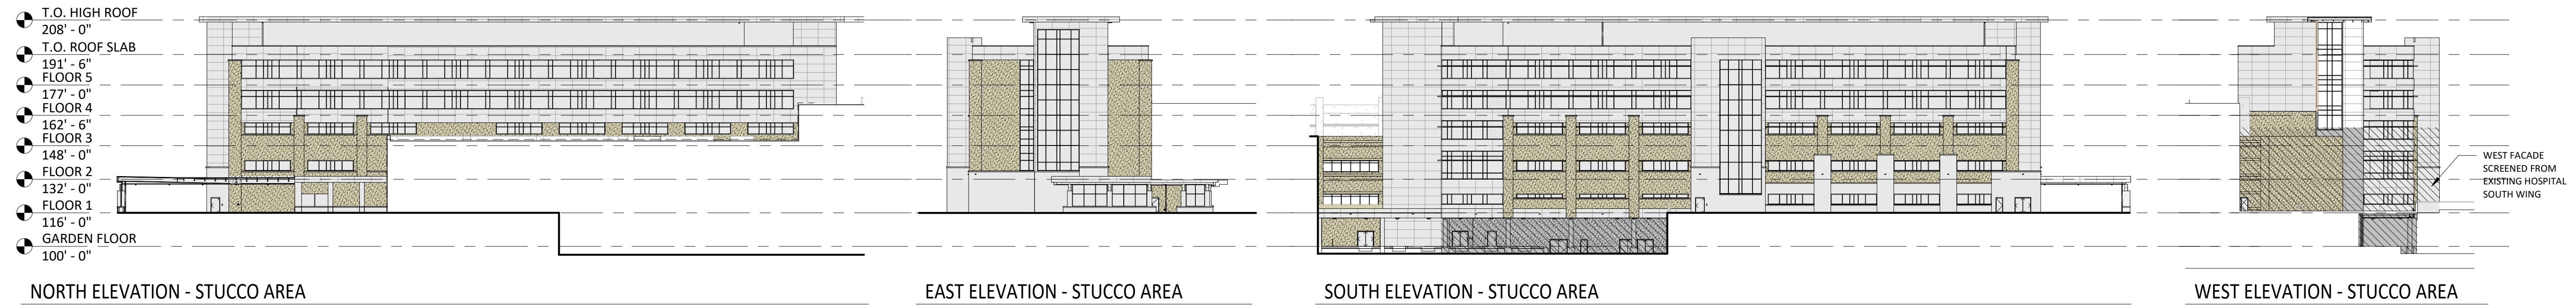 T.O. HIGH ROOF
208' - 0"
T.O. ROOF SLAB
191' - 6"
FLOOR 5
177' - 0"
FLOOR 4
162' - 6"
FLOOR 3
148' - 0"
FLOOR 2
132' - 0"
FLOOR 1
116' - 0"
GARDEN FLOOR
100' - 0"
WEST FACADE
SCREENED FROM
EXISTING HOSPITAL
SOUTH WING
NORTH ELEVATION - STUCCO AREA
EAST ELEVATION - STUCCO AREA
SOUTH ELEVATION - STUCCO AREA
WEST ELEVATION - STUCCO AREA